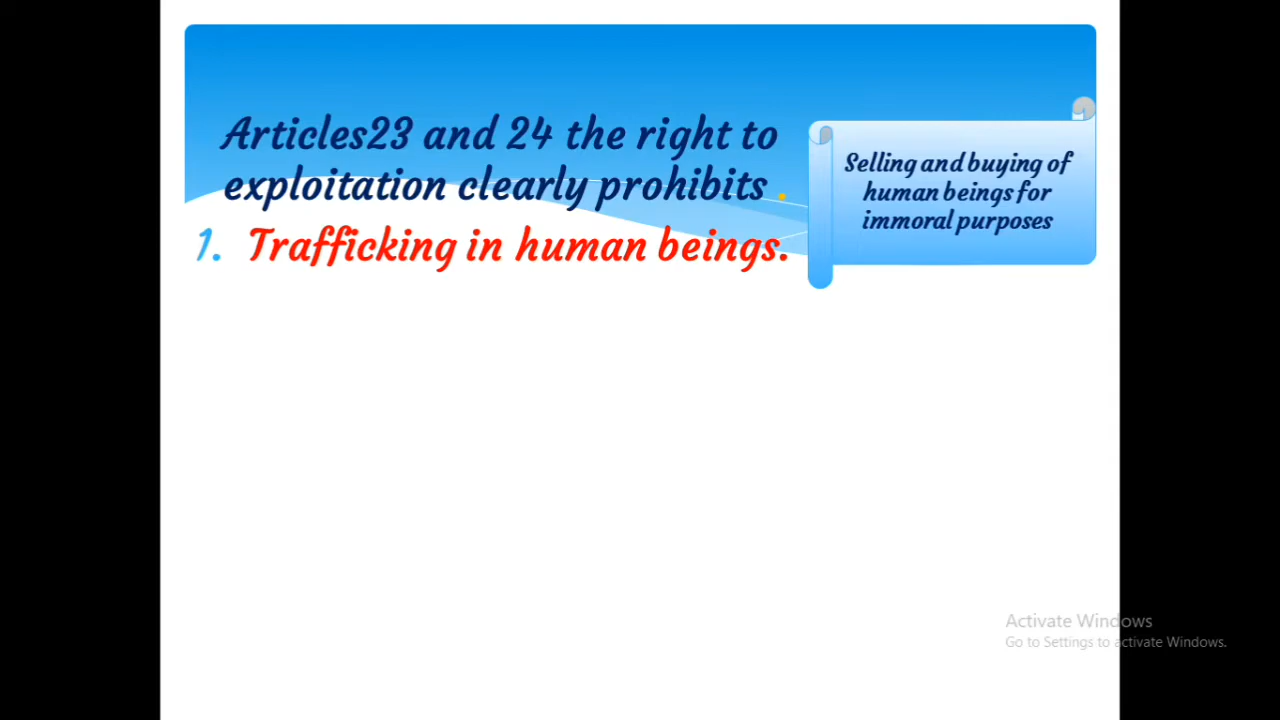 Articles23 and 24 the right to
exploitation clearly prohibits .
1. Trafficking in human beings.
Selling and buying of
human beings for
immoral purposes
Activate Windows
Go to Settings to activate Windows.